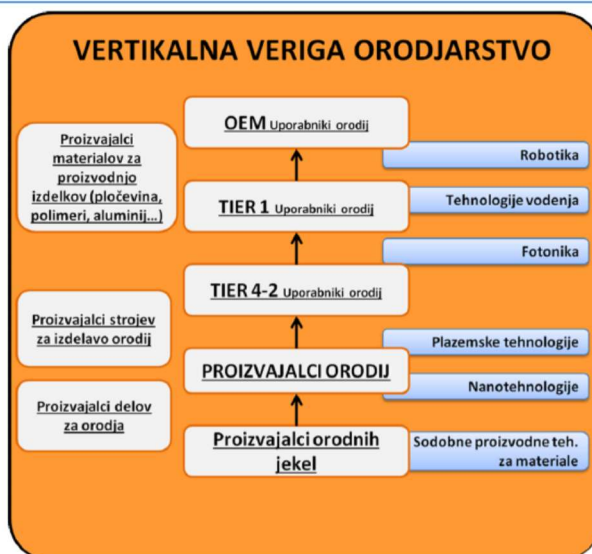 VERTIKALNA VERIGA ORODJARSTVO
OEM Uporabniki orodij
Proizvajalci
materialov za
proizvodnjo
izdelkov (pločevina,
polimeri, aluminij...)
Robotika
TIER 1 Uporabniki orodij
Tehnologije vodenja
Fotonika
TIER 4-2 Uporabniki orodij
Proizvajalci strojev
za izdelavo orodij
Plazemske tehnologije
PROIZVAJALCI ORODIJ
Nanotehnologije
Proizvajalci delov
za orodja
Proizvajalci orodnih
jekel
Sodobne proizvodne teh.
za materiale